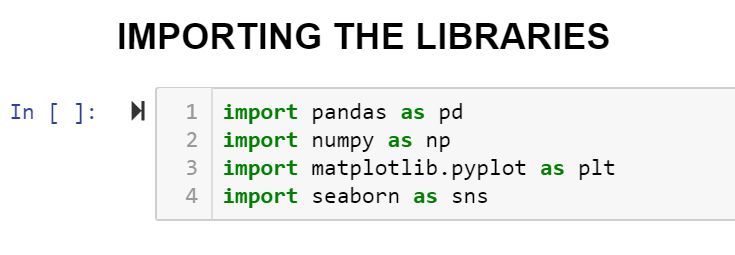 IMPORTING THE LIBRARIES
In [ ]:
1 import pandas as pd
2 import numpy as np
3 import matplotlib.pyplot as plt
4 import seaborn as sns